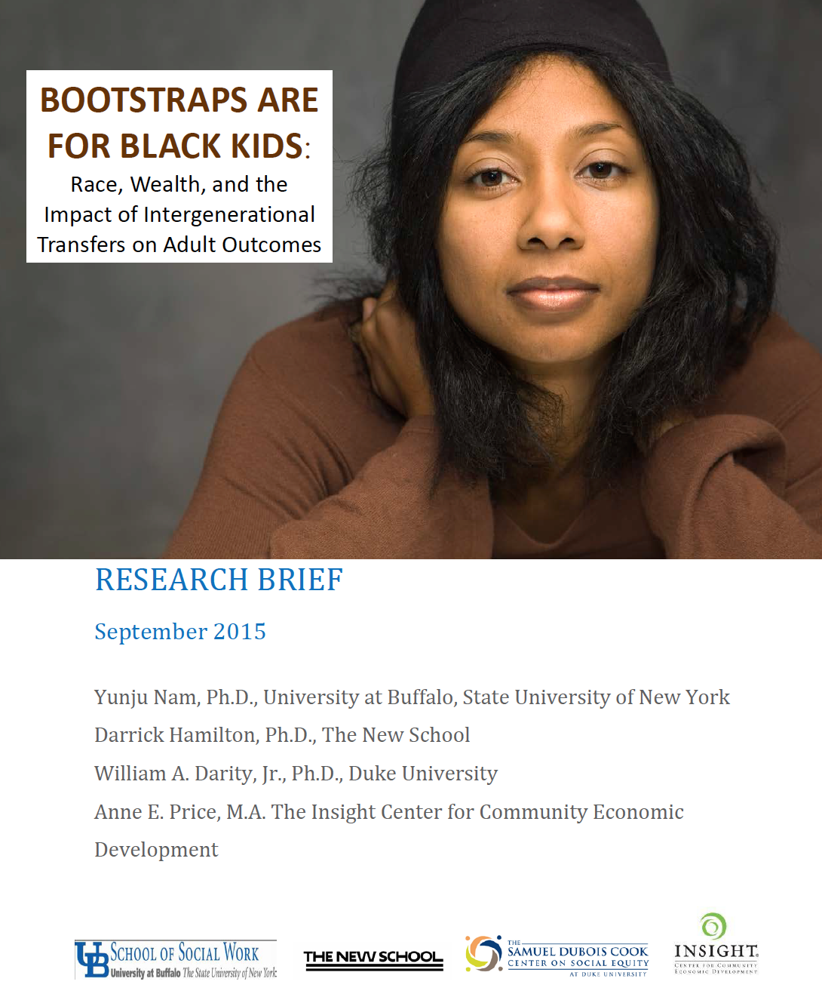 BOOTSTRAPS ARE
FOR BLACK KIDS:
Race, Wealth, and the
Impact of Intergenerational
Transfers on Adult Outcomes
RESEARCH BRIEF
September 2015
Yunju Nam, Ph.D., University at Buffalo, State University of New York
Darrick Hamilton, Ph.D., The New School
William A. Darity, Jr., Ph.D., Duke University
Anne E. Price, M.A. The Insight Center for Community Economic
Development
UB SCHOOL OF SOCIAL WORK
University at Buffalo The State University of New York
THE NEW SCHOOL
THE
SAMUEL DUBOIS COOK
CENTER ON SOCIAL EQUITY
AT DUKE UNIVERSITY
INSIGHT®
CENTER FOR COMMUNITY
ECONOMIC DEVELOPMENT